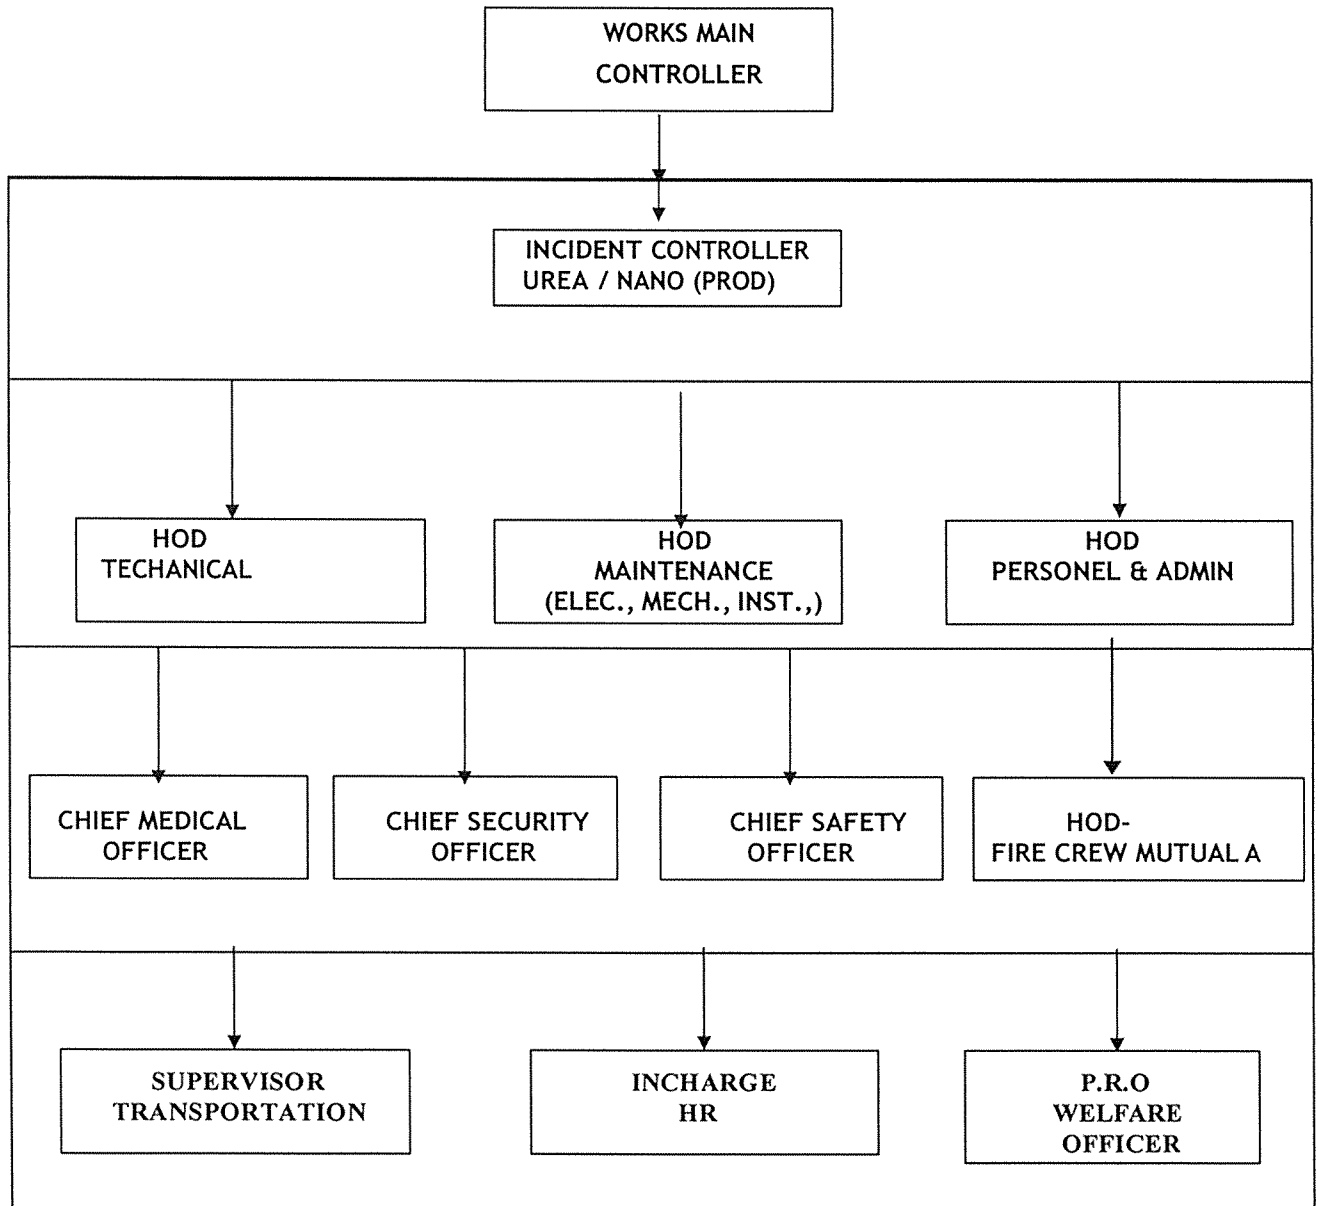 WORKS MAIN
CONTROLLER
INCIDENT CONTROLLER
UREA / NANO (PROD)
HOD
TECHANICAL
HOD
MAINTENANCE
(ELEC., MECH., INST.,)
HOD
PERSONEL & ADMIN
CHIEF MEDICAL
OFFICER
CHIEF SECURITY
OFFICER
CHIEF SAFETY
OFFICER
HOD-
FIRE CREW MUTUAL A
SUPERVISOR
TRANSPORTATION
INCHARGE
HR
P.R.O
WELFARE
OFFICER